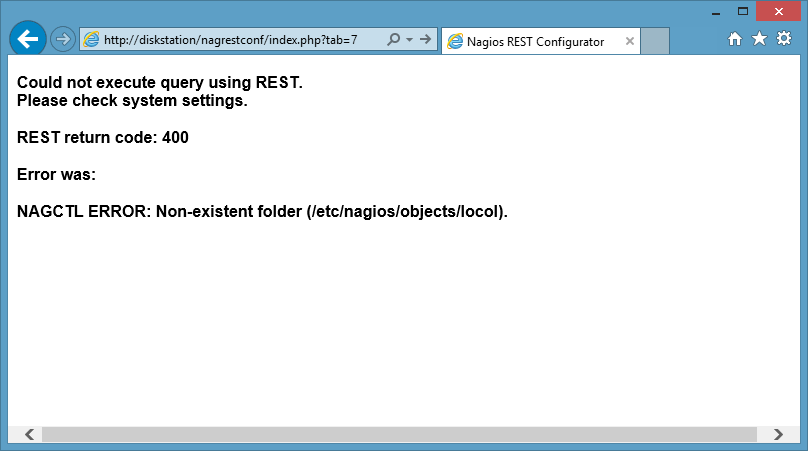 http://diskstation/nagrestconf/index.php?tab=7
Nagios REST Configurator
Could not execute query using REST.
Please check system settings.
REST return code: 400
Error was:
NAGCTL ERROR: Non-existent folder (/etc/nagios/objects/locol).